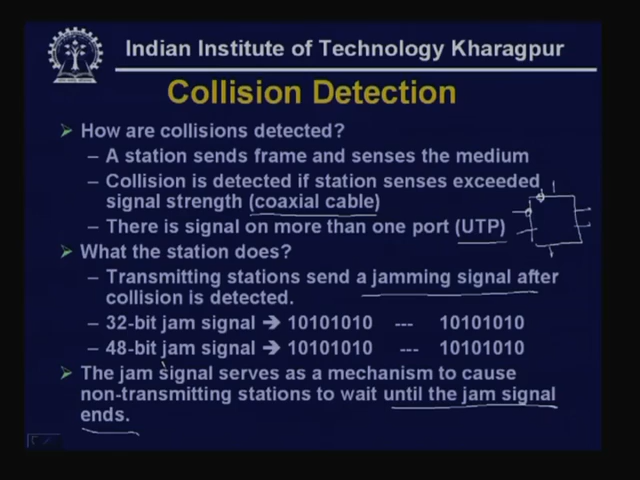 Indian Institute of Technology Kharagpur
Collision Detection
➢ How are collisions detected?
– A station sends frame and senses the medium
– Collision is detected if station senses exceeded
signal strength (coaxial cable)
– There is signal on more than one port (UTP)
➢ What the station does?
– Transmitting stations send a jamming signal after
collision is detected.
– 32-bit jam signal ➔ 10101010 --- 10101010
– 48-bit jam signal ➔ 10101010 --- 10101010
➢ The jam signal serves as a mechanism to cause
non-transmitting stations to wait until the jam signal
ends.